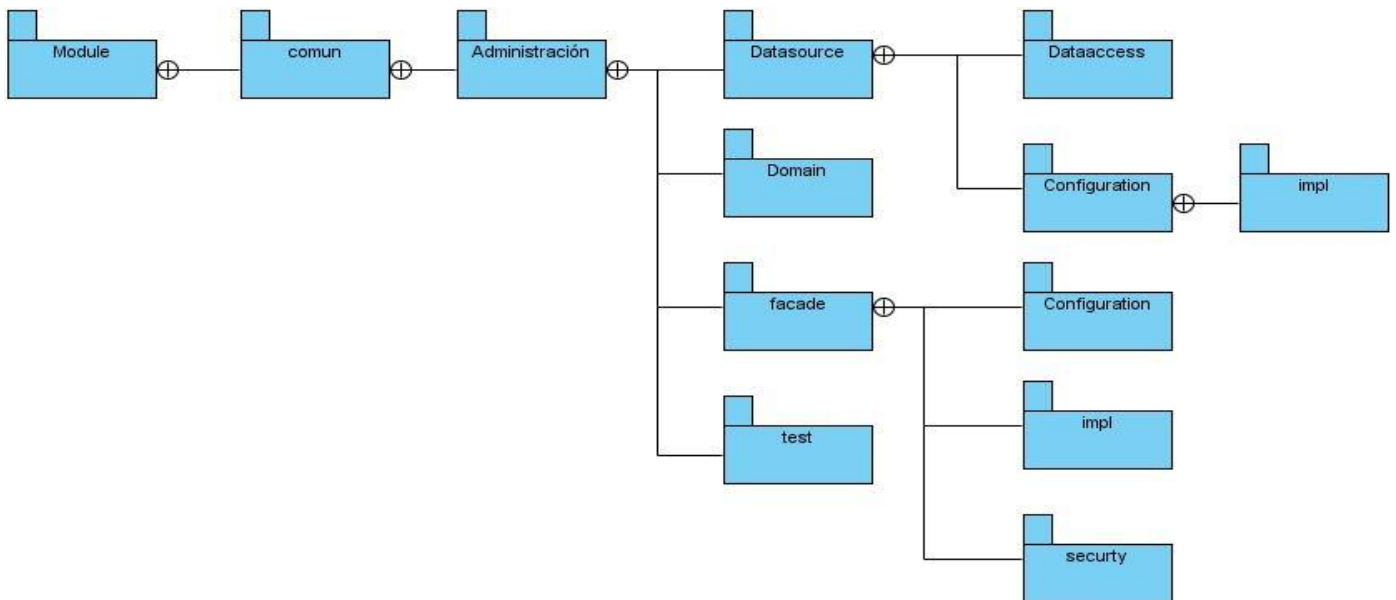 Module
comun
Administración
Datasource
Dataaccess
Domain
Configuration
impl
facade
Configuration
test
impl
securty